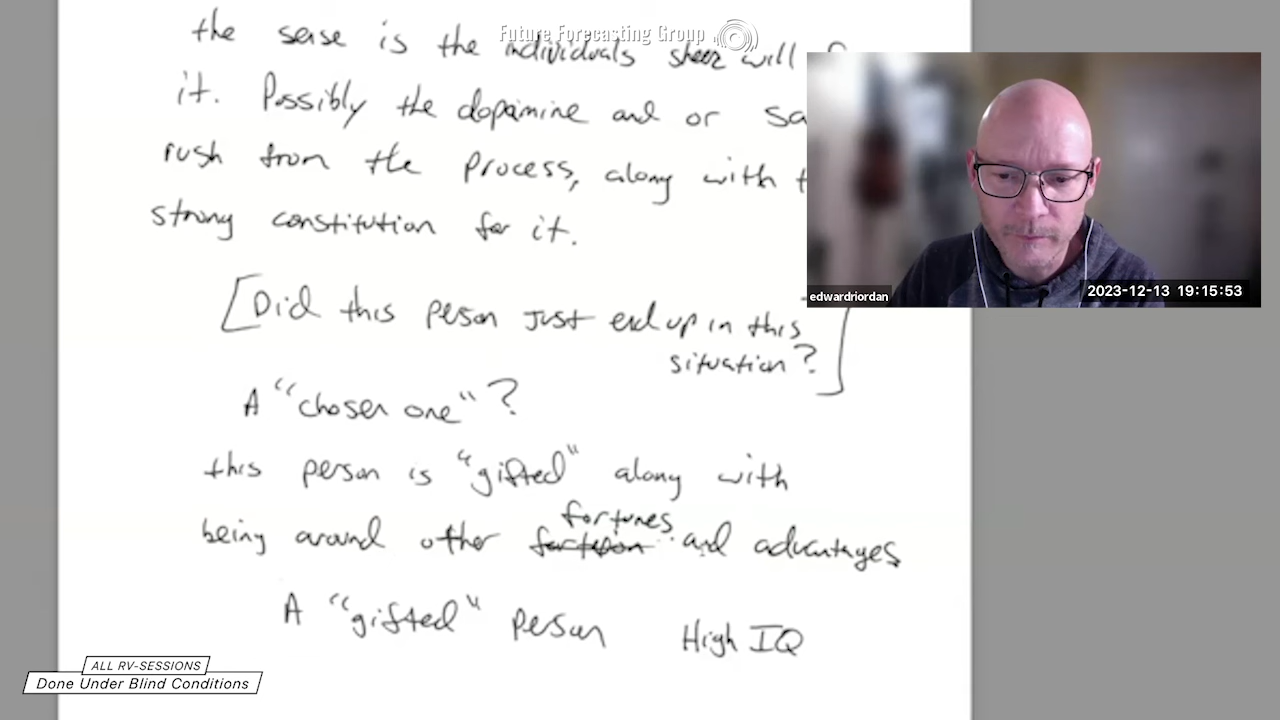 Future Forecasting Group
the sense is the individuals sheer will
it. Possibly the dopamine and or
rush from the process, along with
strong constitution for it.
[Did this person just end up in this
situation?]
A "chosen one"?
this person is "gifted" along with
fortunes
being around other and advantages
A "gifted" person High IQ
edwardriordan
2023-12-13 19:15:53
ALL RV-SESSIONS
Done Under Blind Conditions